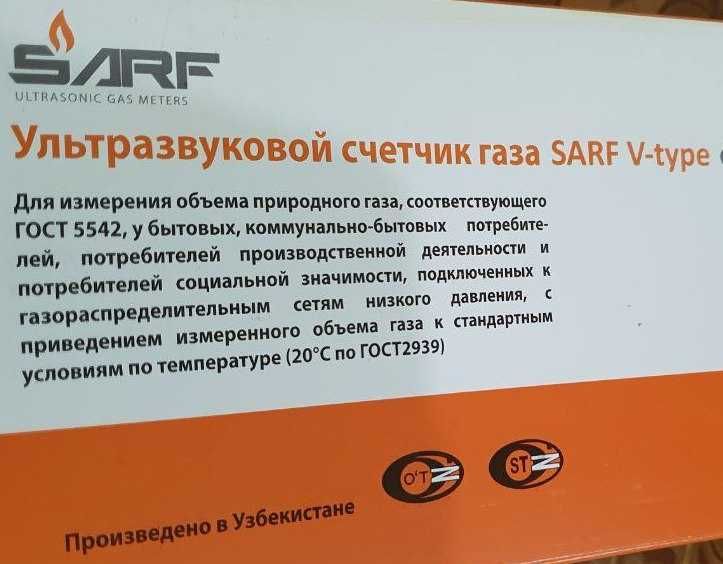 SARF
ULTRASONIC GAS METERS
Ультразвуковой счетчик газа SARF V-type
Для измерения объема природного газа, соответствующего
ГОСТ 5542, у бытовых, коммунально-бытовых потребите-
лей, потребителей производственной деятельности и
потребителей социальной значимости, подключенных к
газораспределительным сетям низкого давления, с
приведением измеренного объема газа к стандартным
условиям по температуре (20°C по ГОСТ2939)
O'T
ST
Произведено в Узбекистане